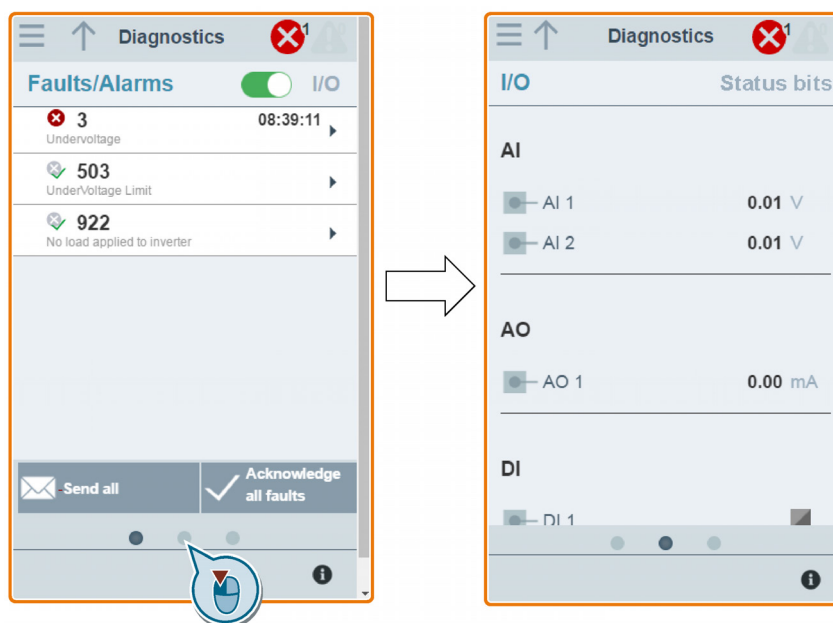 Diagnostics 1
Faults/Alarms I/O
3 08:39:11
Undervoltage
503
UnderVoltage Limit
922
No load applied to inverter
-Send all
Acknowledge
all faults
Diagnostics 1
I/O Status bits
AI
AI 1 0.01 V
AI 2 0.01 V
AO
AO 1 0.00 mA
DI
DI 1